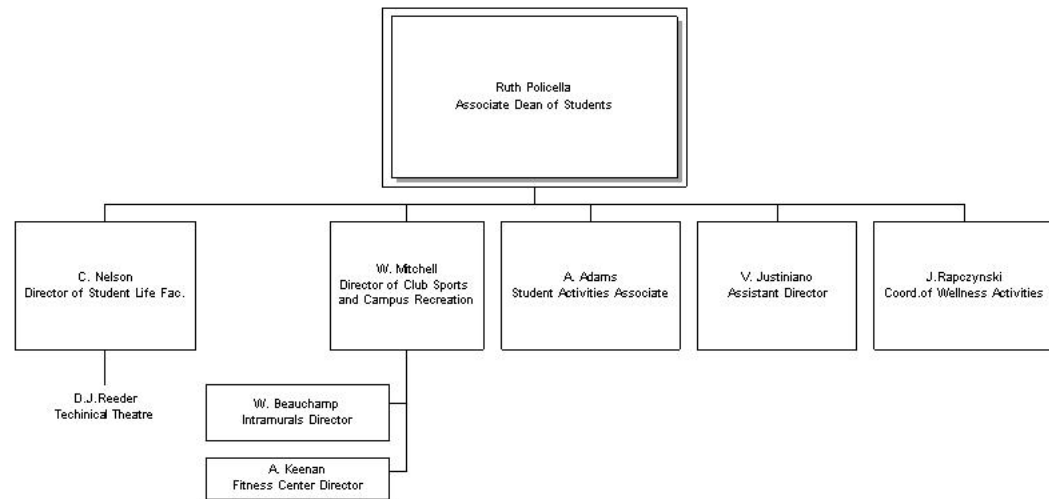 Ruth Policella
Associate Dean of Students
C. Nelson
Director of Student Life Fac.
W. Mitchell
Director of Club Sports
and Campus Recreation
A. Adams
Student Activities Associate
V. Justiniano
Assistant Director
J.Rapczynski
Coord.of Wellness Activities
D.J.Reeder
Techinical Theatre
W. Beauchamp
Intramurals Director
A. Keenan
Fitness Center Director